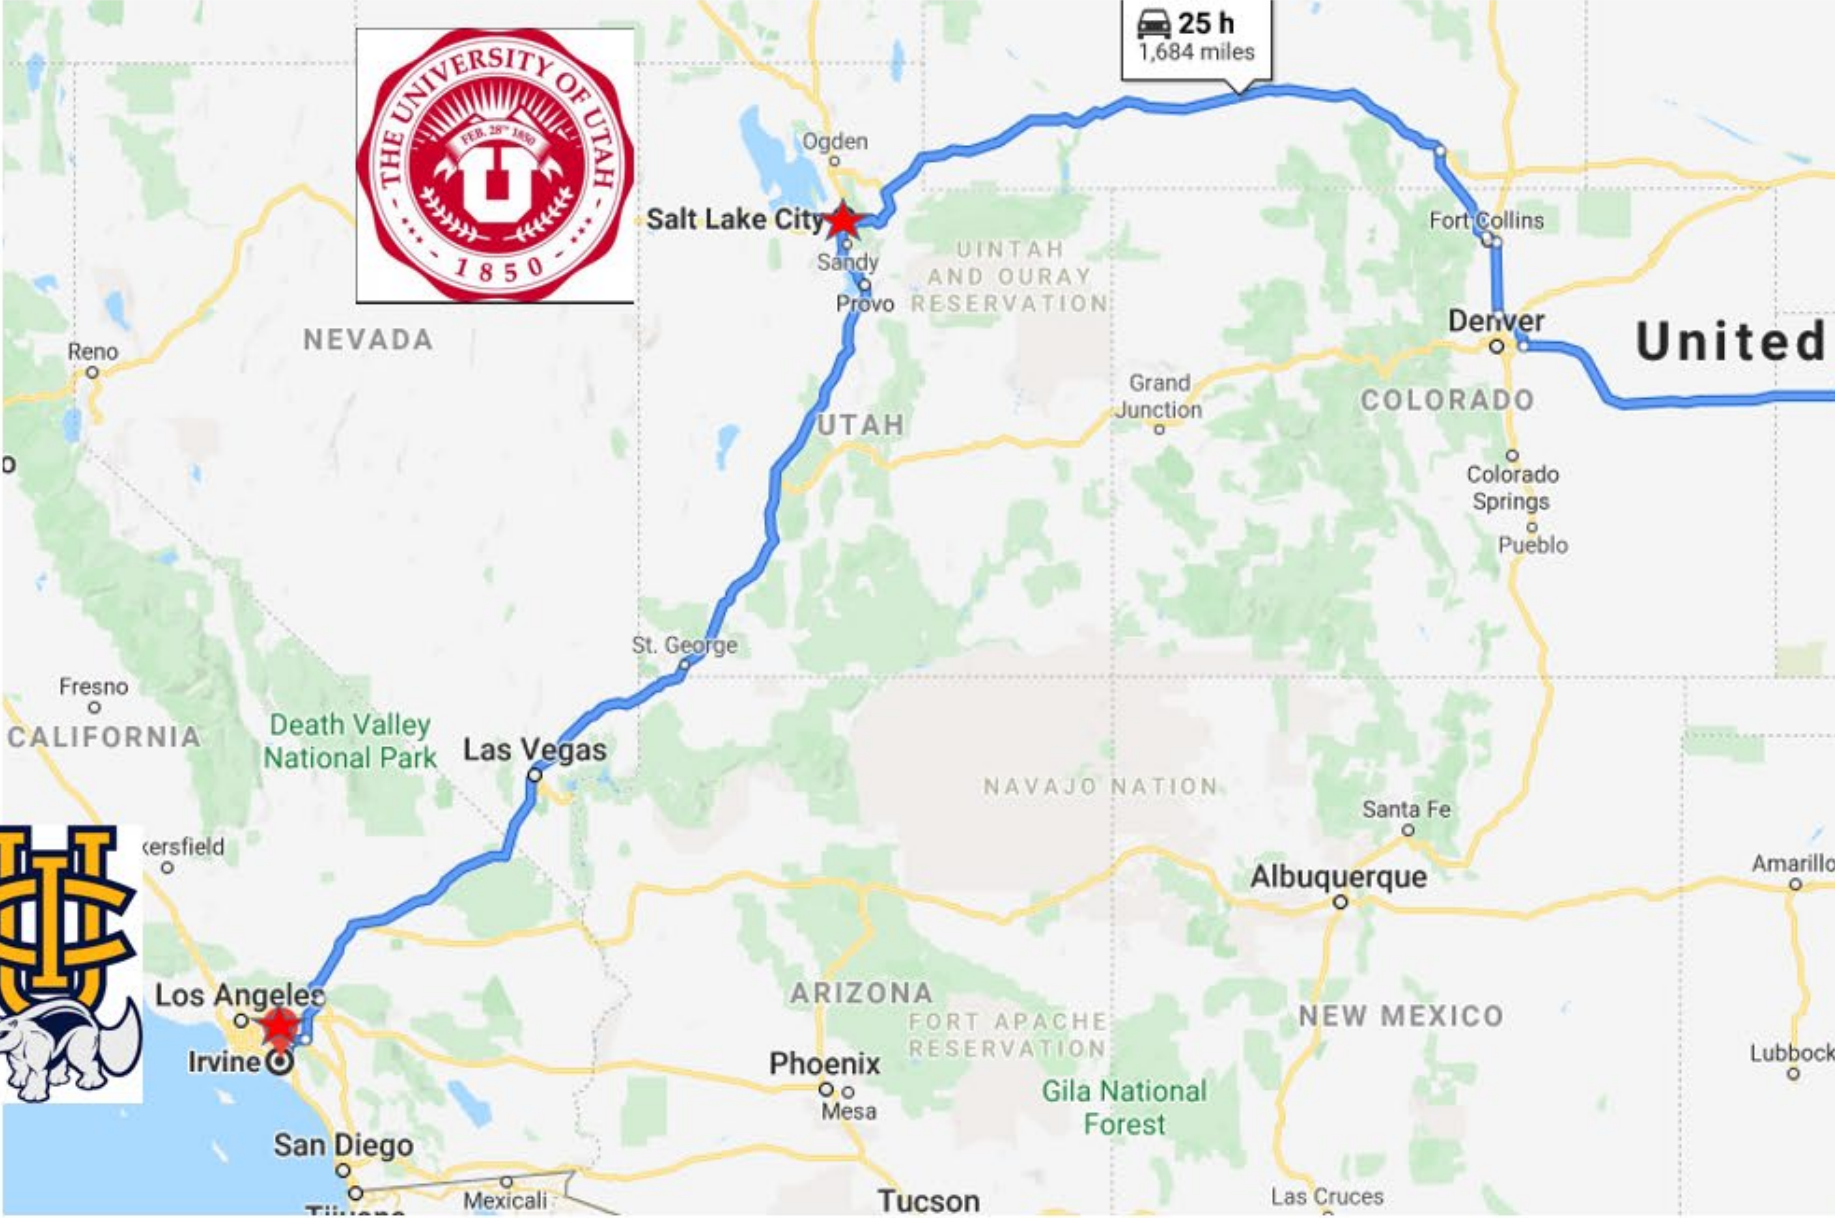 25 h
1,684 miles
THE UNIVERSITY OF UTAH
FEB. 28TH 1850
U
1850
Ogden
Salt Lake City
Sandy
Provo
UINTAH
AND OURAY
RESERVATION
Fort Collins
Denver
United
NEVADA
Reno
Grand
Junction
COLORADO
UTAH
o
Colorado
Springs
Pueblo
St. George
Fresno
CALIFORNIA
Death Valley
National Park
Las Vegas
NAVAJO NATION
Santa Fe
kersfield
Albuquerque
Amarillo
UCI
Los Angeles
ARIZONA
FORT APACHE
RESERVATION
NEW MEXICO
Irvine
Phoenix
Mesa
Gila National
Forest
Lubbock
San Diego
Mexicali
Tijuana
Tucson
Las Cruces